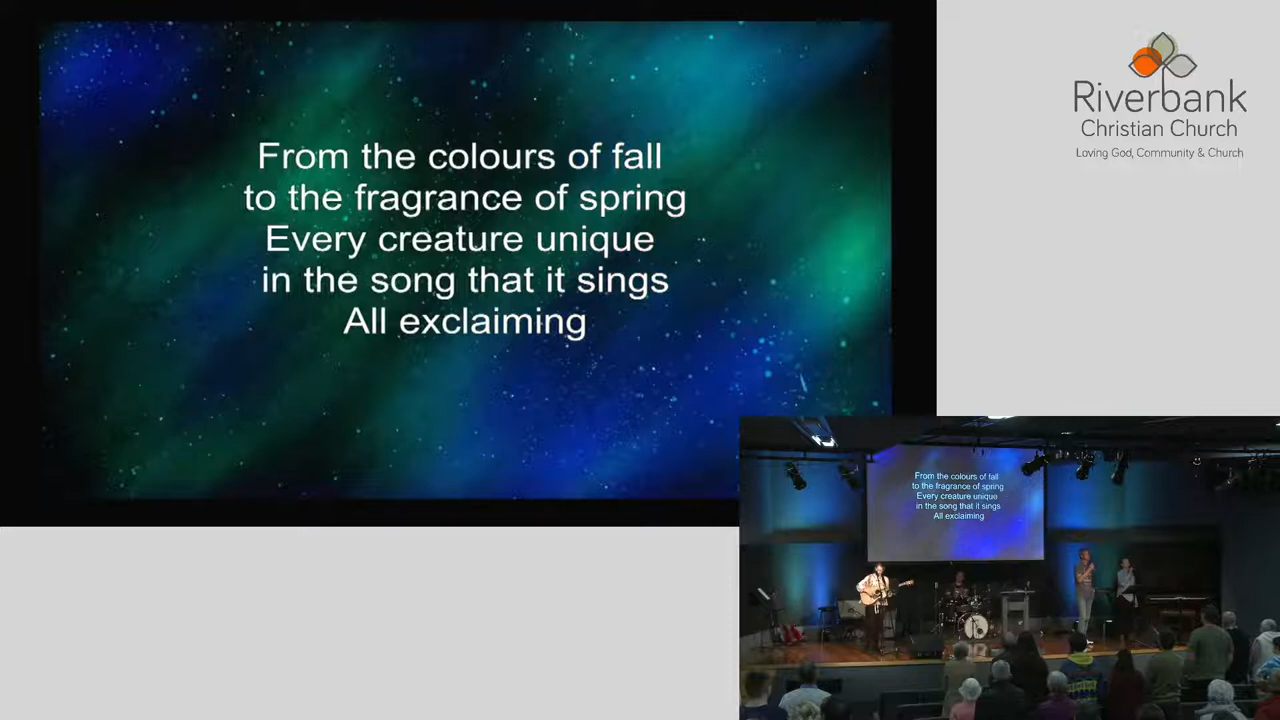 From the colours of fall
to the fragrance of spring
Every creature unique
in the song that it sings
All exclaiming
Riverbank
Christian Church
Loving God, Community & Church
From the colours of fall
to the fragrance of spring
Every creature unique
in the song that it sings
All exclaiming